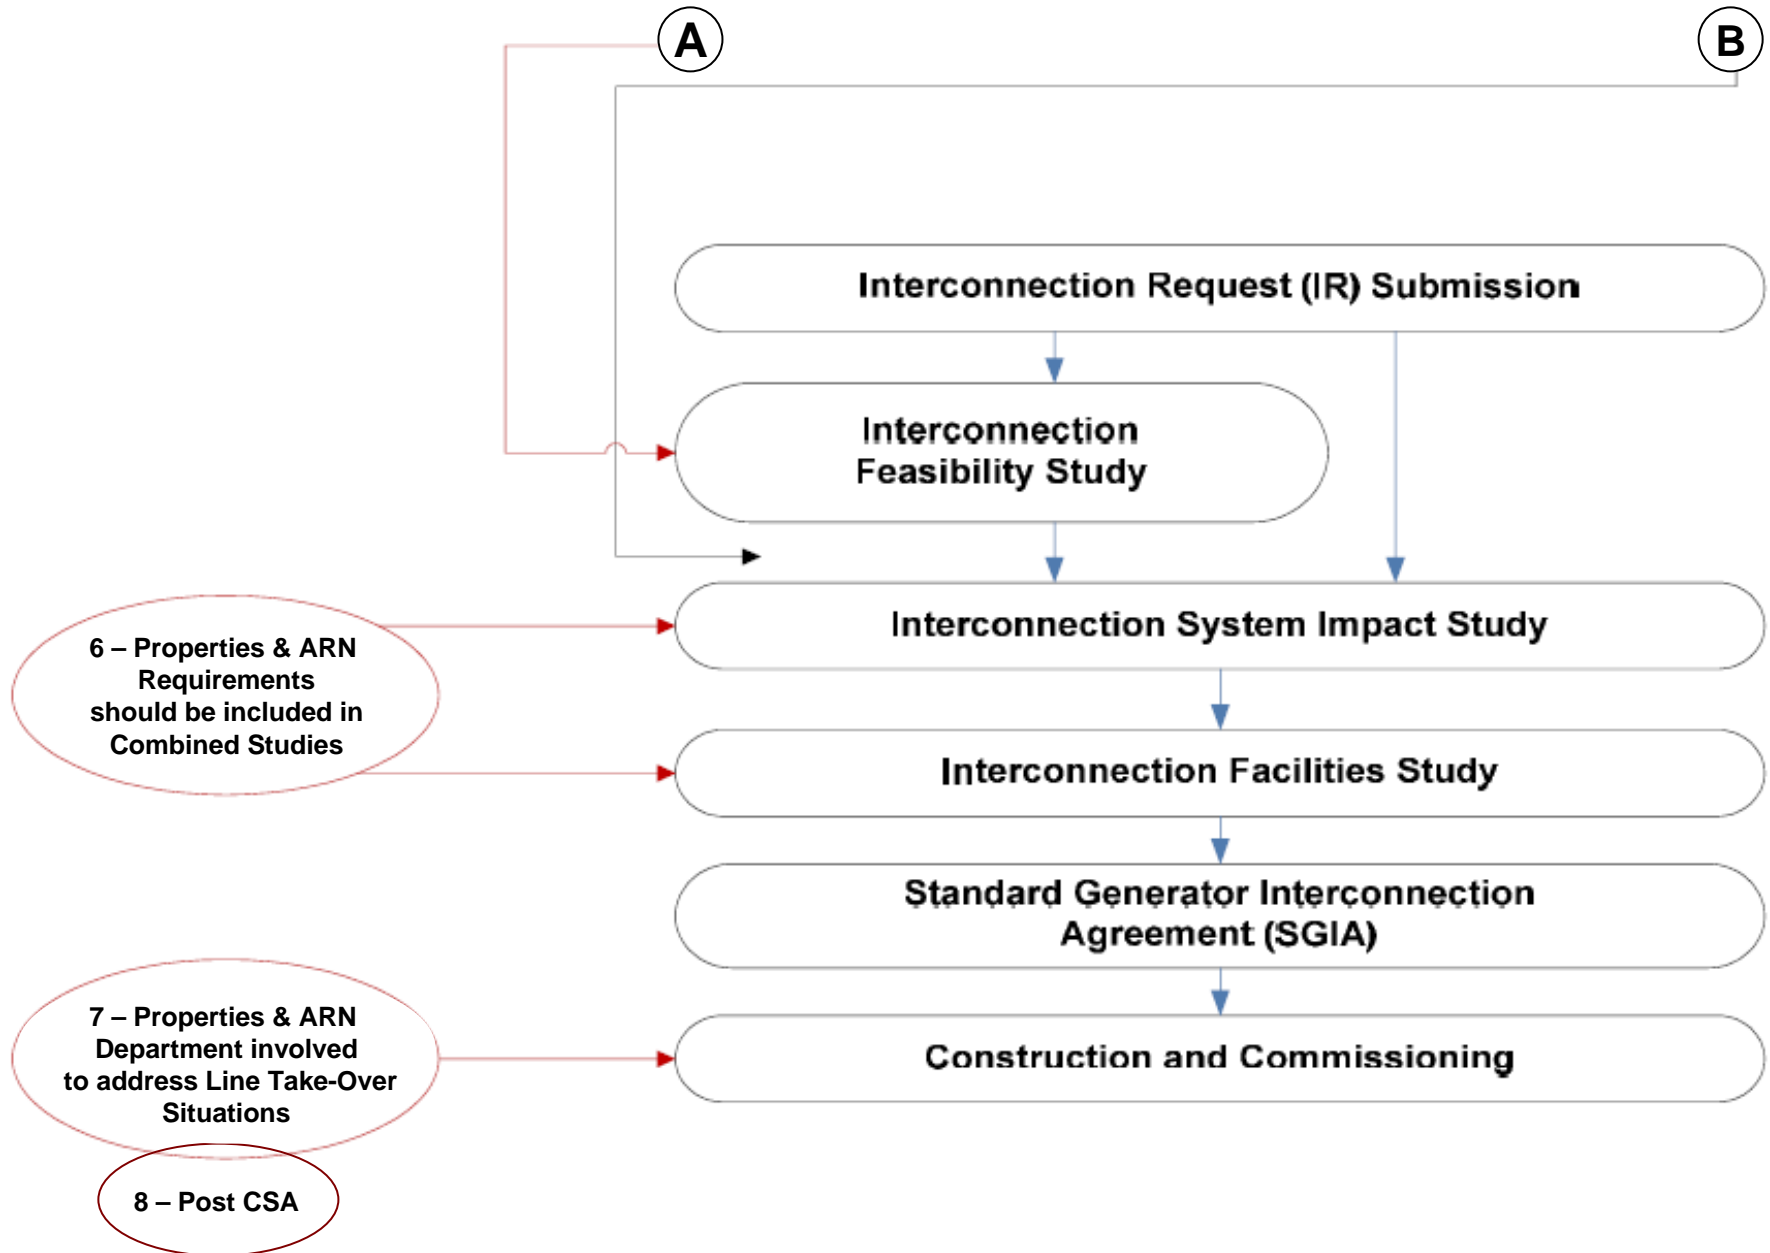 A
B
Interconnection Request (IR) Submission
Interconnection
Feasibility Study
Interconnection System Impact Study
6 – Properties & ARN
Requirements
should be included in
Combined Studies
Interconnection Facilities Study
Standard Generator Interconnection
Agreement (SGIA)
7 – Properties & ARN
Department involved
to address Line Take-Over
Situations
Construction and Commissioning
8 – Post CSA